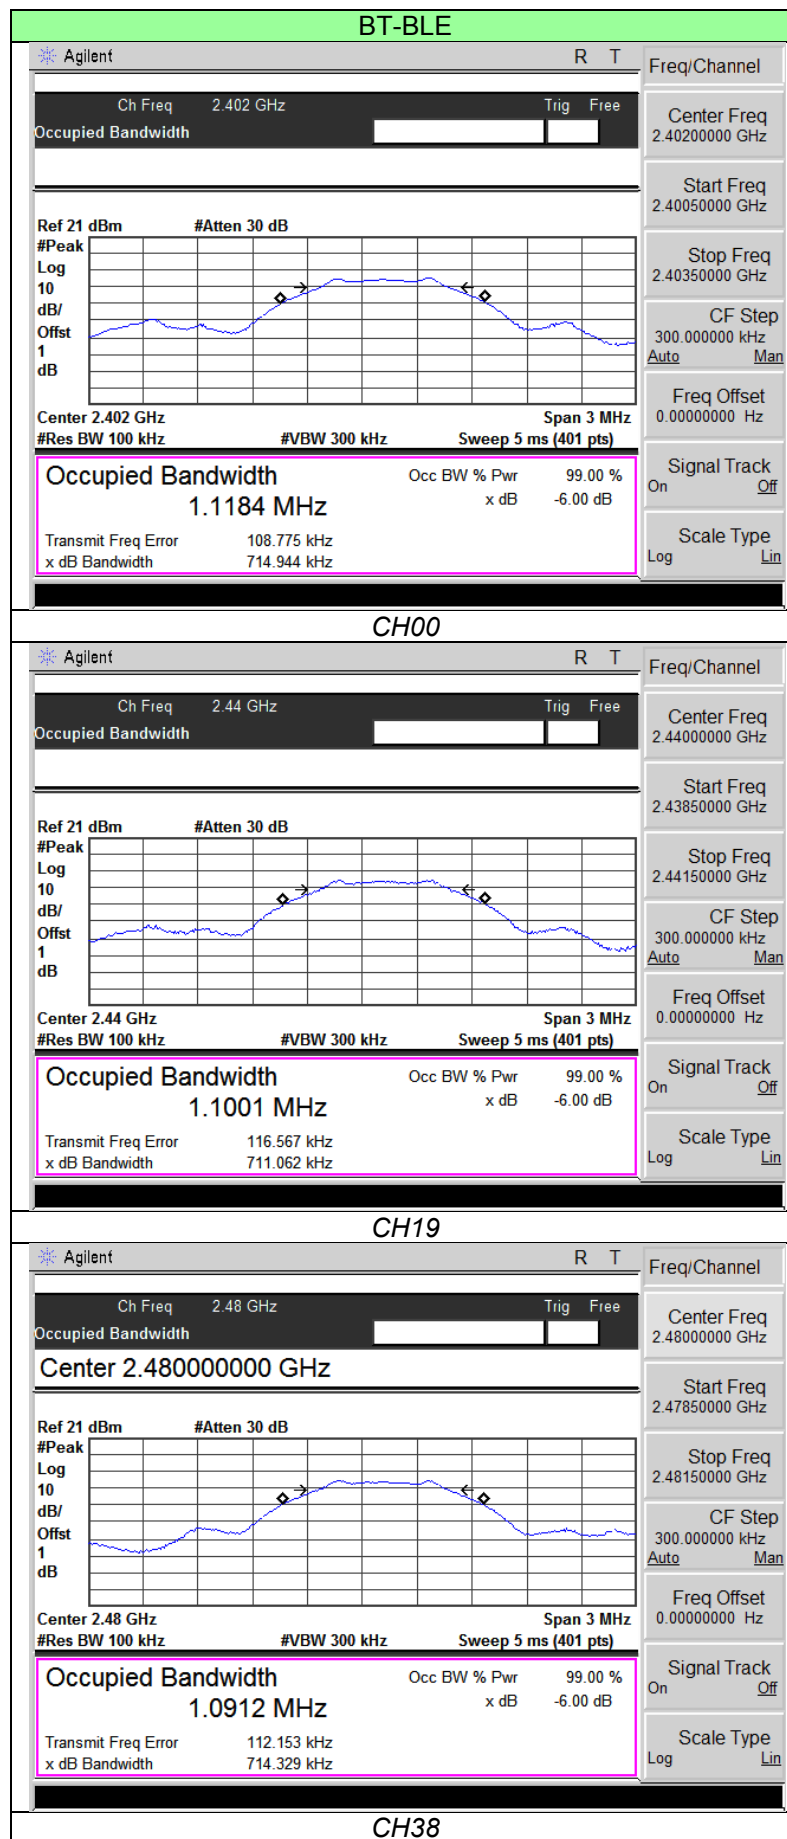 BT-BLE
Agilent R T
Freq/Channel
Ch Freq 2.402 GHz Trig Free
Occupied Bandwidth
Center Freq
2.40200000 GHz
Start Freq
2.40050000 GHz
Stop Freq
2.40350000 GHz
CF Step
300.000000 kHz
Auto Man
Freq Offset
0.00000000 Hz
Signal Track
On Off
Scale Type
Log Lin
Ref 21 dBm #Atten 30 dB
#Peak
Log
10
dB/
Offst
1
dB
Center 2.402 GHz Span 3 MHz
#Res BW 100 kHz #VBW 300 kHz Sweep 5 ms (401 pts)
Occupied Bandwidth Occ BW % Pwr 99.00 %
1.1184 MHz x dB -6.00 dB
Transmit Freq Error 108.775 kHz
x dB Bandwidth 714.944 kHz
CH00
Agilent R T
Freq/Channel
Ch Freq 2.44 GHz Trig Free
Occupied Bandwidth
Center Freq
2.44000000 GHz
Start Freq
2.43850000 GHz
Stop Freq
2.44150000 GHz
CF Step
300.000000 kHz
Auto Man
Freq Offset
0.00000000 Hz
Signal Track
On Off
Scale Type
Log Lin
Ref 21 dBm #Atten 30 dB
#Peak
Log
10
dB/
Offst
1
dB
Center 2.44 GHz Span 3 MHz
#Res BW 100 kHz #VBW 300 kHz Sweep 5 ms (401 pts)
Occupied Bandwidth Occ BW % Pwr 99.00 %
1.1001 MHz x dB -6.00 dB
Transmit Freq Error 116.567 kHz
x dB Bandwidth 711.062 kHz
CH19
Agilent R T
Freq/Channel
Ch Freq 2.48 GHz Trig Free
Occupied Bandwidth
Center 2.480000000 GHz
Center Freq
2.48000000 GHz
Start Freq
2.47850000 GHz
Stop Freq
2.48150000 GHz
CF Step
300.000000 kHz
Auto Man
Freq Offset
0.00000000 Hz
Signal Track
On Off
Scale Type
Log Lin
Ref 21 dBm #Atten 30 dB
#Peak
Log
10
dB/
Offst
1
dB
Center 2.48 GHz Span 3 MHz
#Res BW 100 kHz #VBW 300 kHz Sweep 5 ms (401 pts)
Occupied Bandwidth Occ BW % Pwr 99.00 %
1.0912 MHz x dB -6.00 dB
Transmit Freq Error 112.153 kHz
x dB Bandwidth 714.329 kHz
CH38